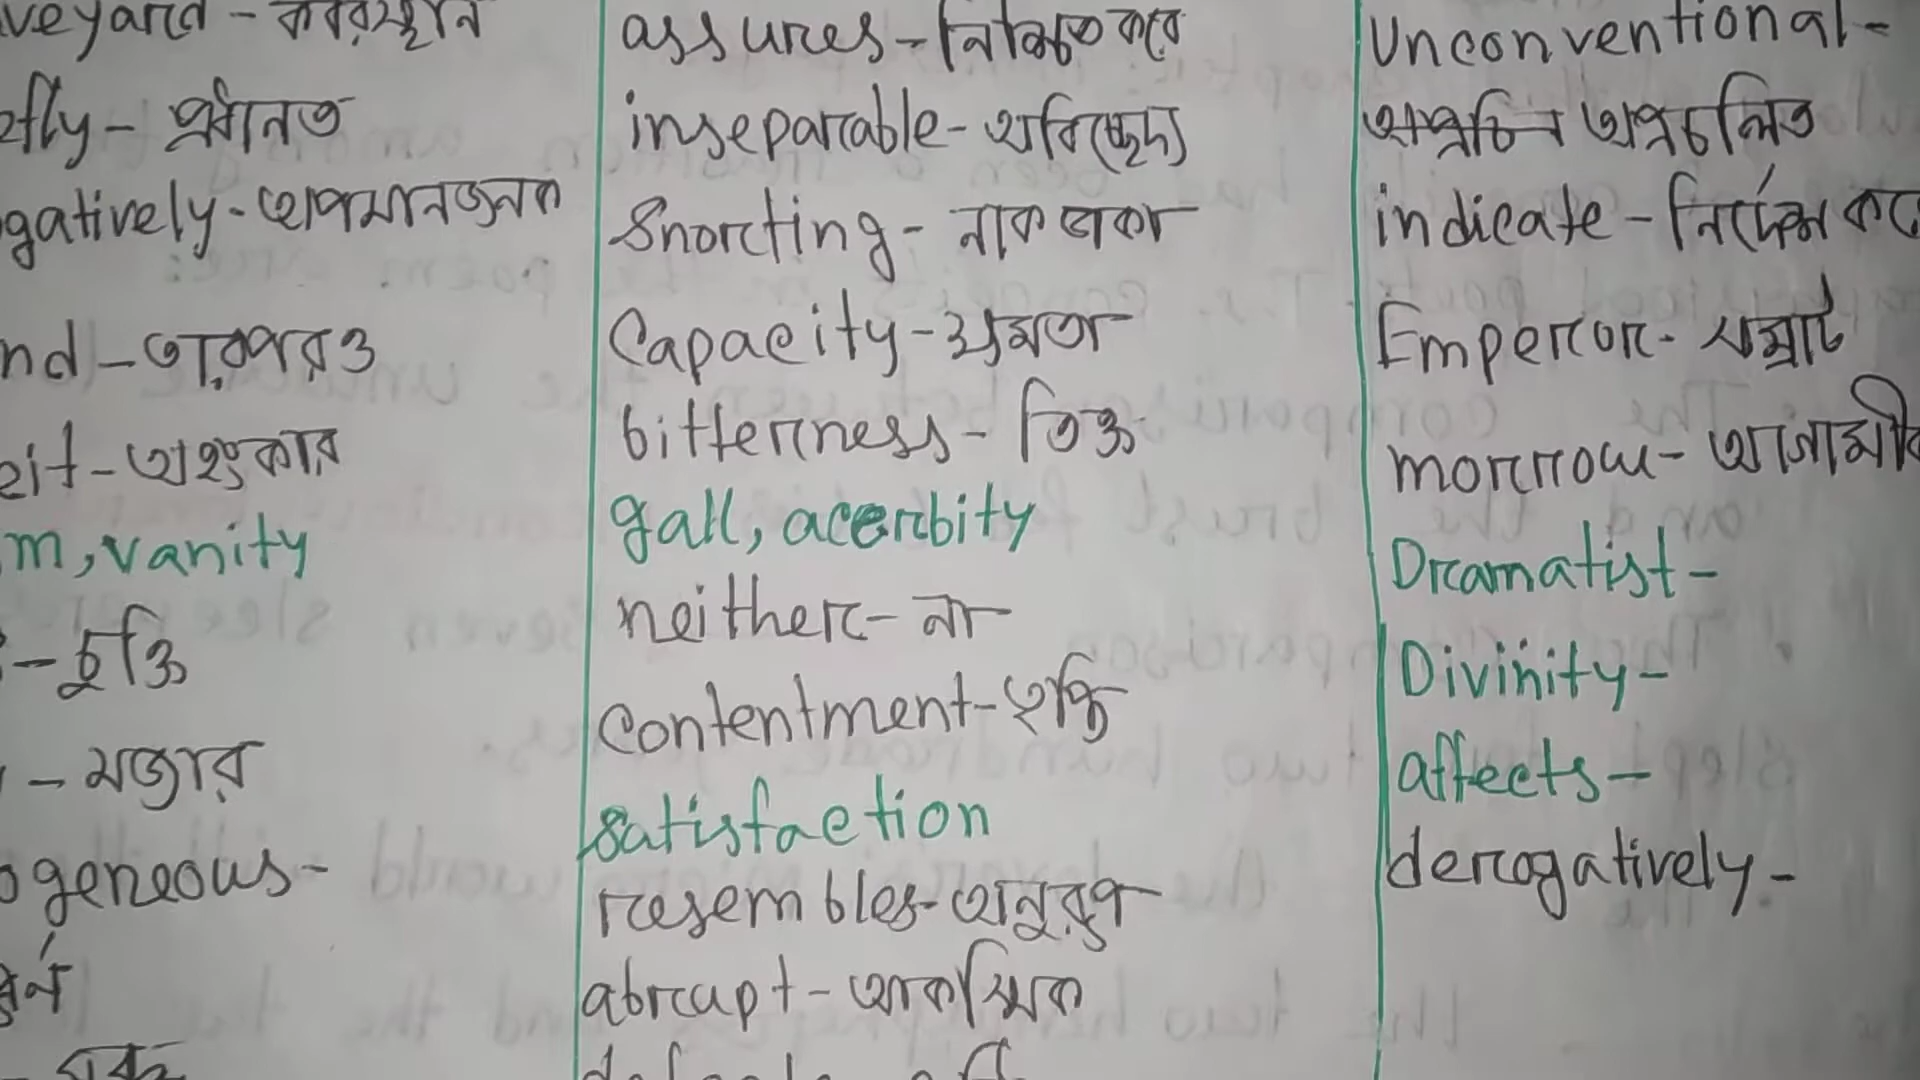 veyard - কবরস্থান
efly - প্রধানত
gatively - অপমানজনক
nd - তারপরও
eit - অহংকার
m, vanity
- চুক্তি
- মজার
ogeneous -
assures - নিশ্চিত করে
inseparable - অবিচ্ছেদ্য
Snorting - নাক ডাকা
Capacity - ক্ষমতা
bitterness - তিক্ত
gall, acerbity
neither - না
Contentment - তৃপ্তি
satisfaction
resembles - অনুরুপ
abrupt - আকস্মিক
Unconventional -
অপ্রচলিত
indicate - নির্দেশ করে
Emperor - সম্রাট
morrow - আগামী
Dramatist -
Divinity -
affects -
derogatively -